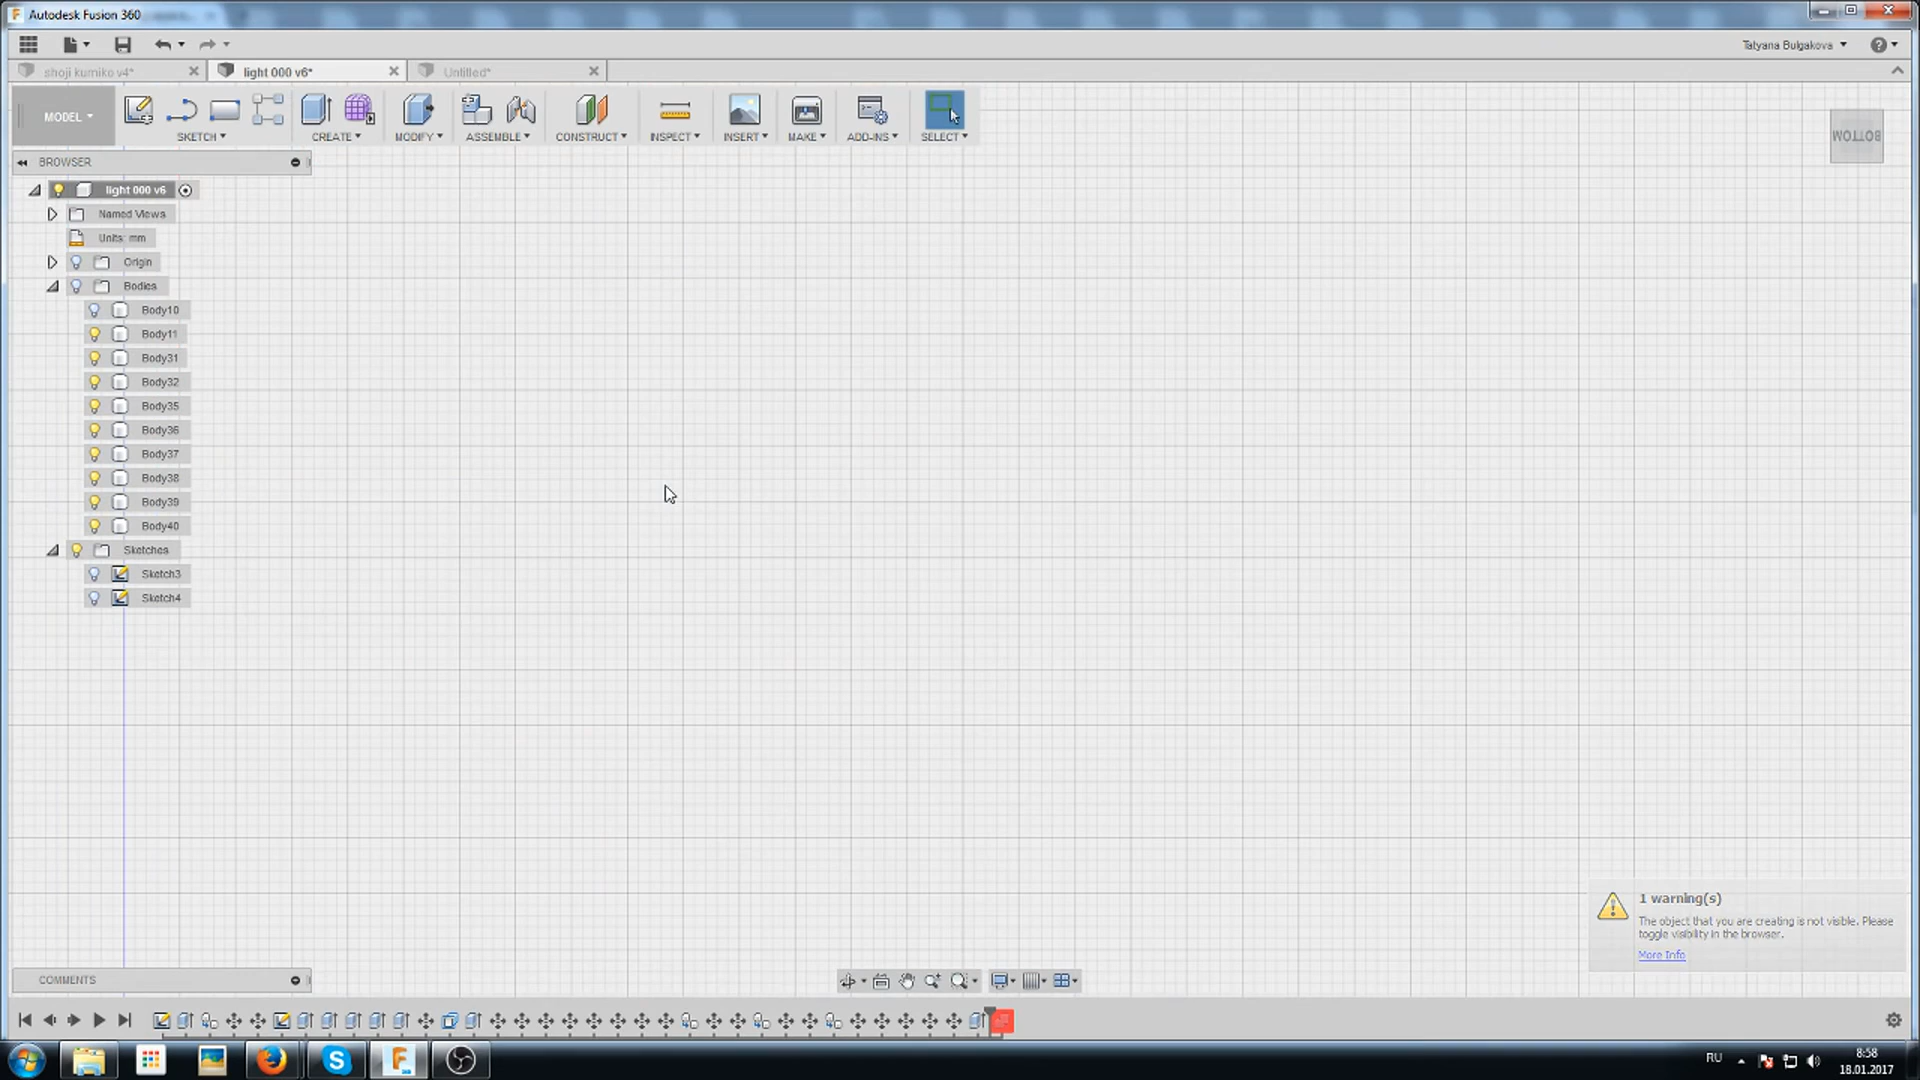 Autodesk Fusion 360
Tatyana Bulgakova
shoji kumiko v4*
light 000 v6*
Untitled*
MODEL
SKETCH
CREATE
MODIFY
ASSEMBLE
CONSTRUCT
INSPECT
INSERT
MAKE
ADD-INS
SELECT
BOTTOM
BROWSER
light 000 v6
Named Views
Units: mm
Origin
Bodies
Body10
Body11
Body31
Body32
Body35
Body36
Body37
Body38
Body39
Body40
Sketches
Sketch3
Sketch4
1 warning(s)
The object that you are creating is not visible. Please
toggle visibility in the browser.
More Info
COMMENTS
RU
8:58
18.01.2017